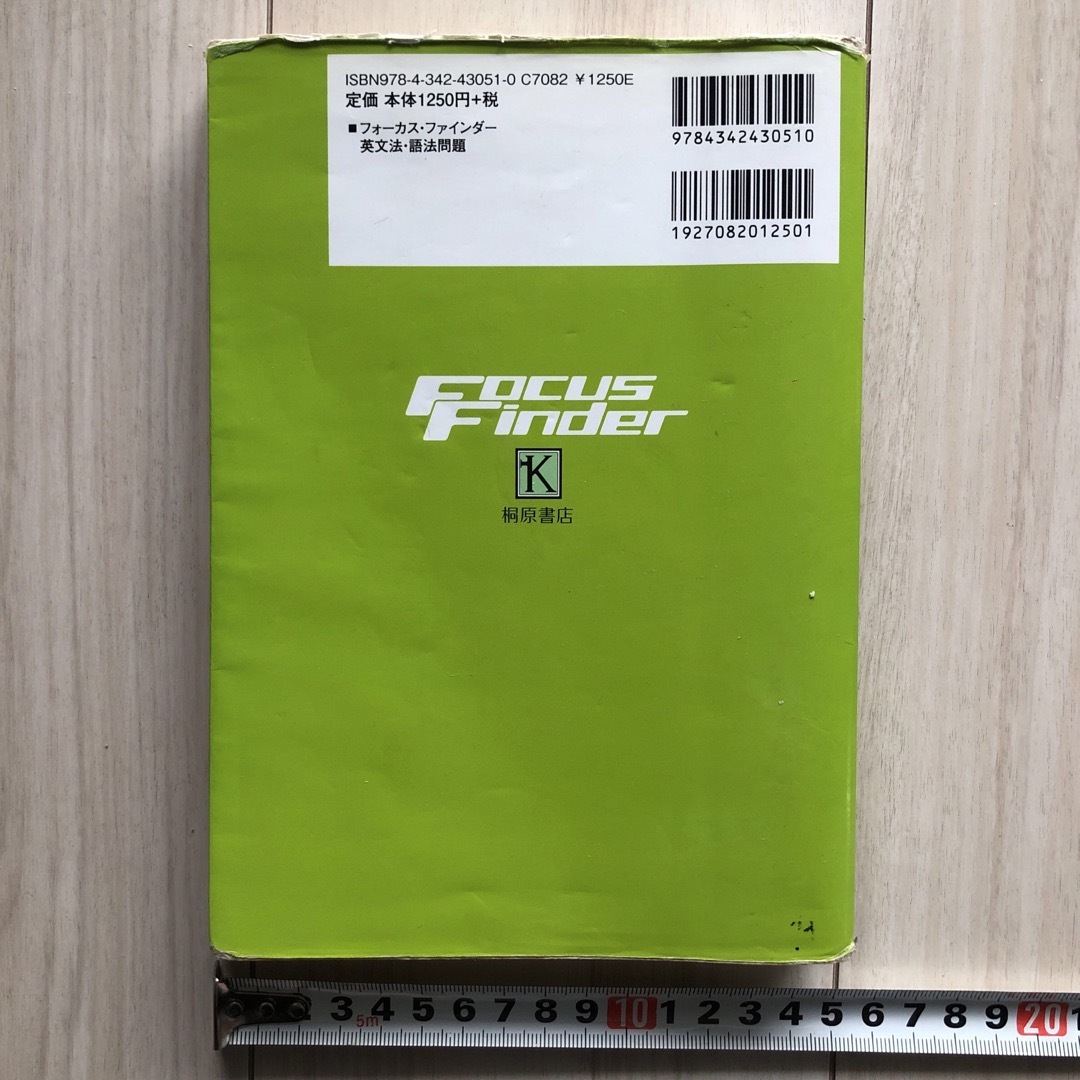 ISBN978-4-342-43051-0 C7082 ¥1250E
定価 本体1250円+税
■フォーカス・ファインダー
英文法・語法問題
9784342430510
1927082012501
Focus
Finder
K
桐原書店
2 3 4 5 6 7 8 9 10 1 2 3 4 5 6 7 8 9 20 1
5m